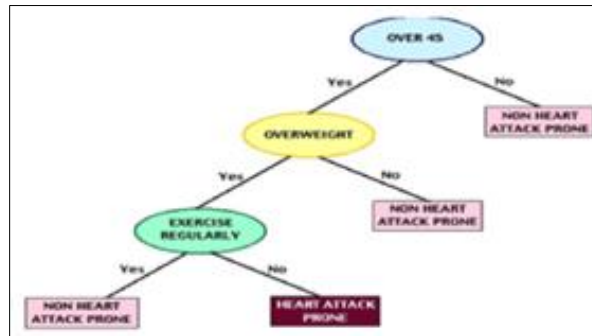 OVER 45
Yes
No
NON HEART
ATTACK PRONE
OVERWEIGHT
Yes
No
NON HEART
ATTACK PRONE
EXERCISE
REGULARLY
Yes
No
NON HEART
ATTACK PRONE
HEART ATTACK
PRONE